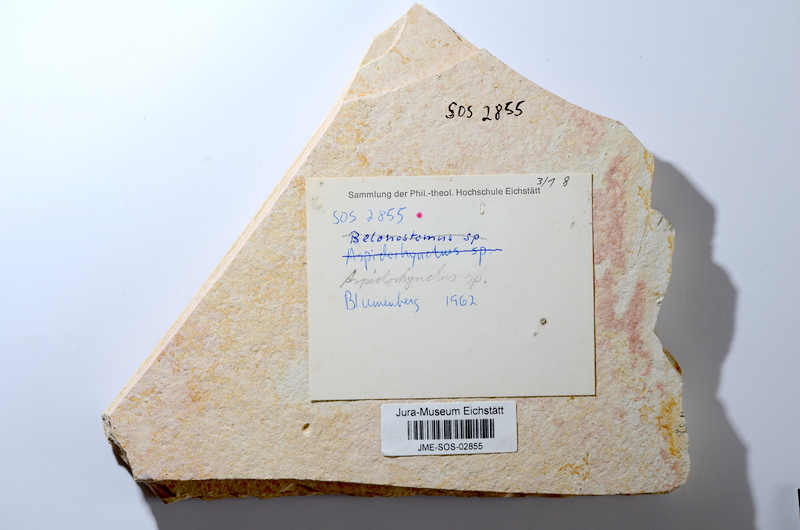 SOS 2855
3/1 8
Sammlung der Phil.-theol. Hochschule Eichstätt
SOS 2855
Belonostomus sp
Aspidorhynchus sp.
Aspidorhynchus sp.
Blumenberg 1962
Jura-Museum Eichstätt
JME-SOS-02855